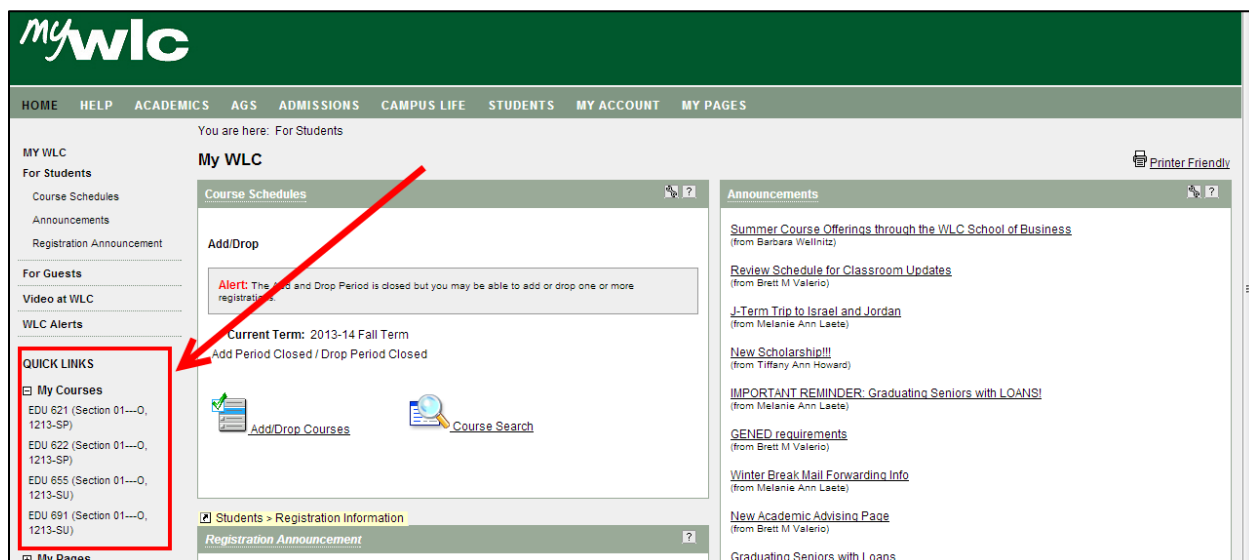 my wlc
HOME HELP ACADEMICS AGS ADMISSIONS CAMPUS LIFE STUDENTS MY ACCOUNT MY PAGES
You are here: For Students
MY WLC
For Students
Course Schedules
Announcements
Registration Announcement
For Guests
Video at WLC
WLC Alerts
QUICK LINKS
My Courses
EDU 621 (Section 01---O,
1213-SP)
EDU 622 (Section 01---O,
1213-SP)
EDU 655 (Section 01---O,
1213-SU)
EDU 691 (Section 01---O,
1213-SU)
My Pages
My WLC
Printer Friendly
Course Schedules
?
Add/Drop
Alert: The Add and Drop Period is closed but you may be able to add or drop one or more
registrations.
Current Term: 2013-14 Fall Term
Add Period Closed / Drop Period Closed
Add/Drop Courses
Course Search
Students > Registration Information
Registration Announcement
?
Announcements
?
Summer Course Offerings through the WLC School of Business
(from Barbara Wellnitz)
Review Schedule for Classroom Updates
(from Brett M Valerio)
J-Term Trip to Israel and Jordan
(from Melanie Ann Laete)
New Scholarship!!!
(from Tiffany Ann Howard)
IMPORTANT REMINDER: Graduating Seniors with LOANS!
(from Melanie Ann Laete)
GENED requirements
(from Brett M Valerio)
Winter Break Mail Forwarding Info
(from Melanie Ann Laete)
New Academic Advising Page
(from Brett M Valerio)
Graduating Seniors with Loans